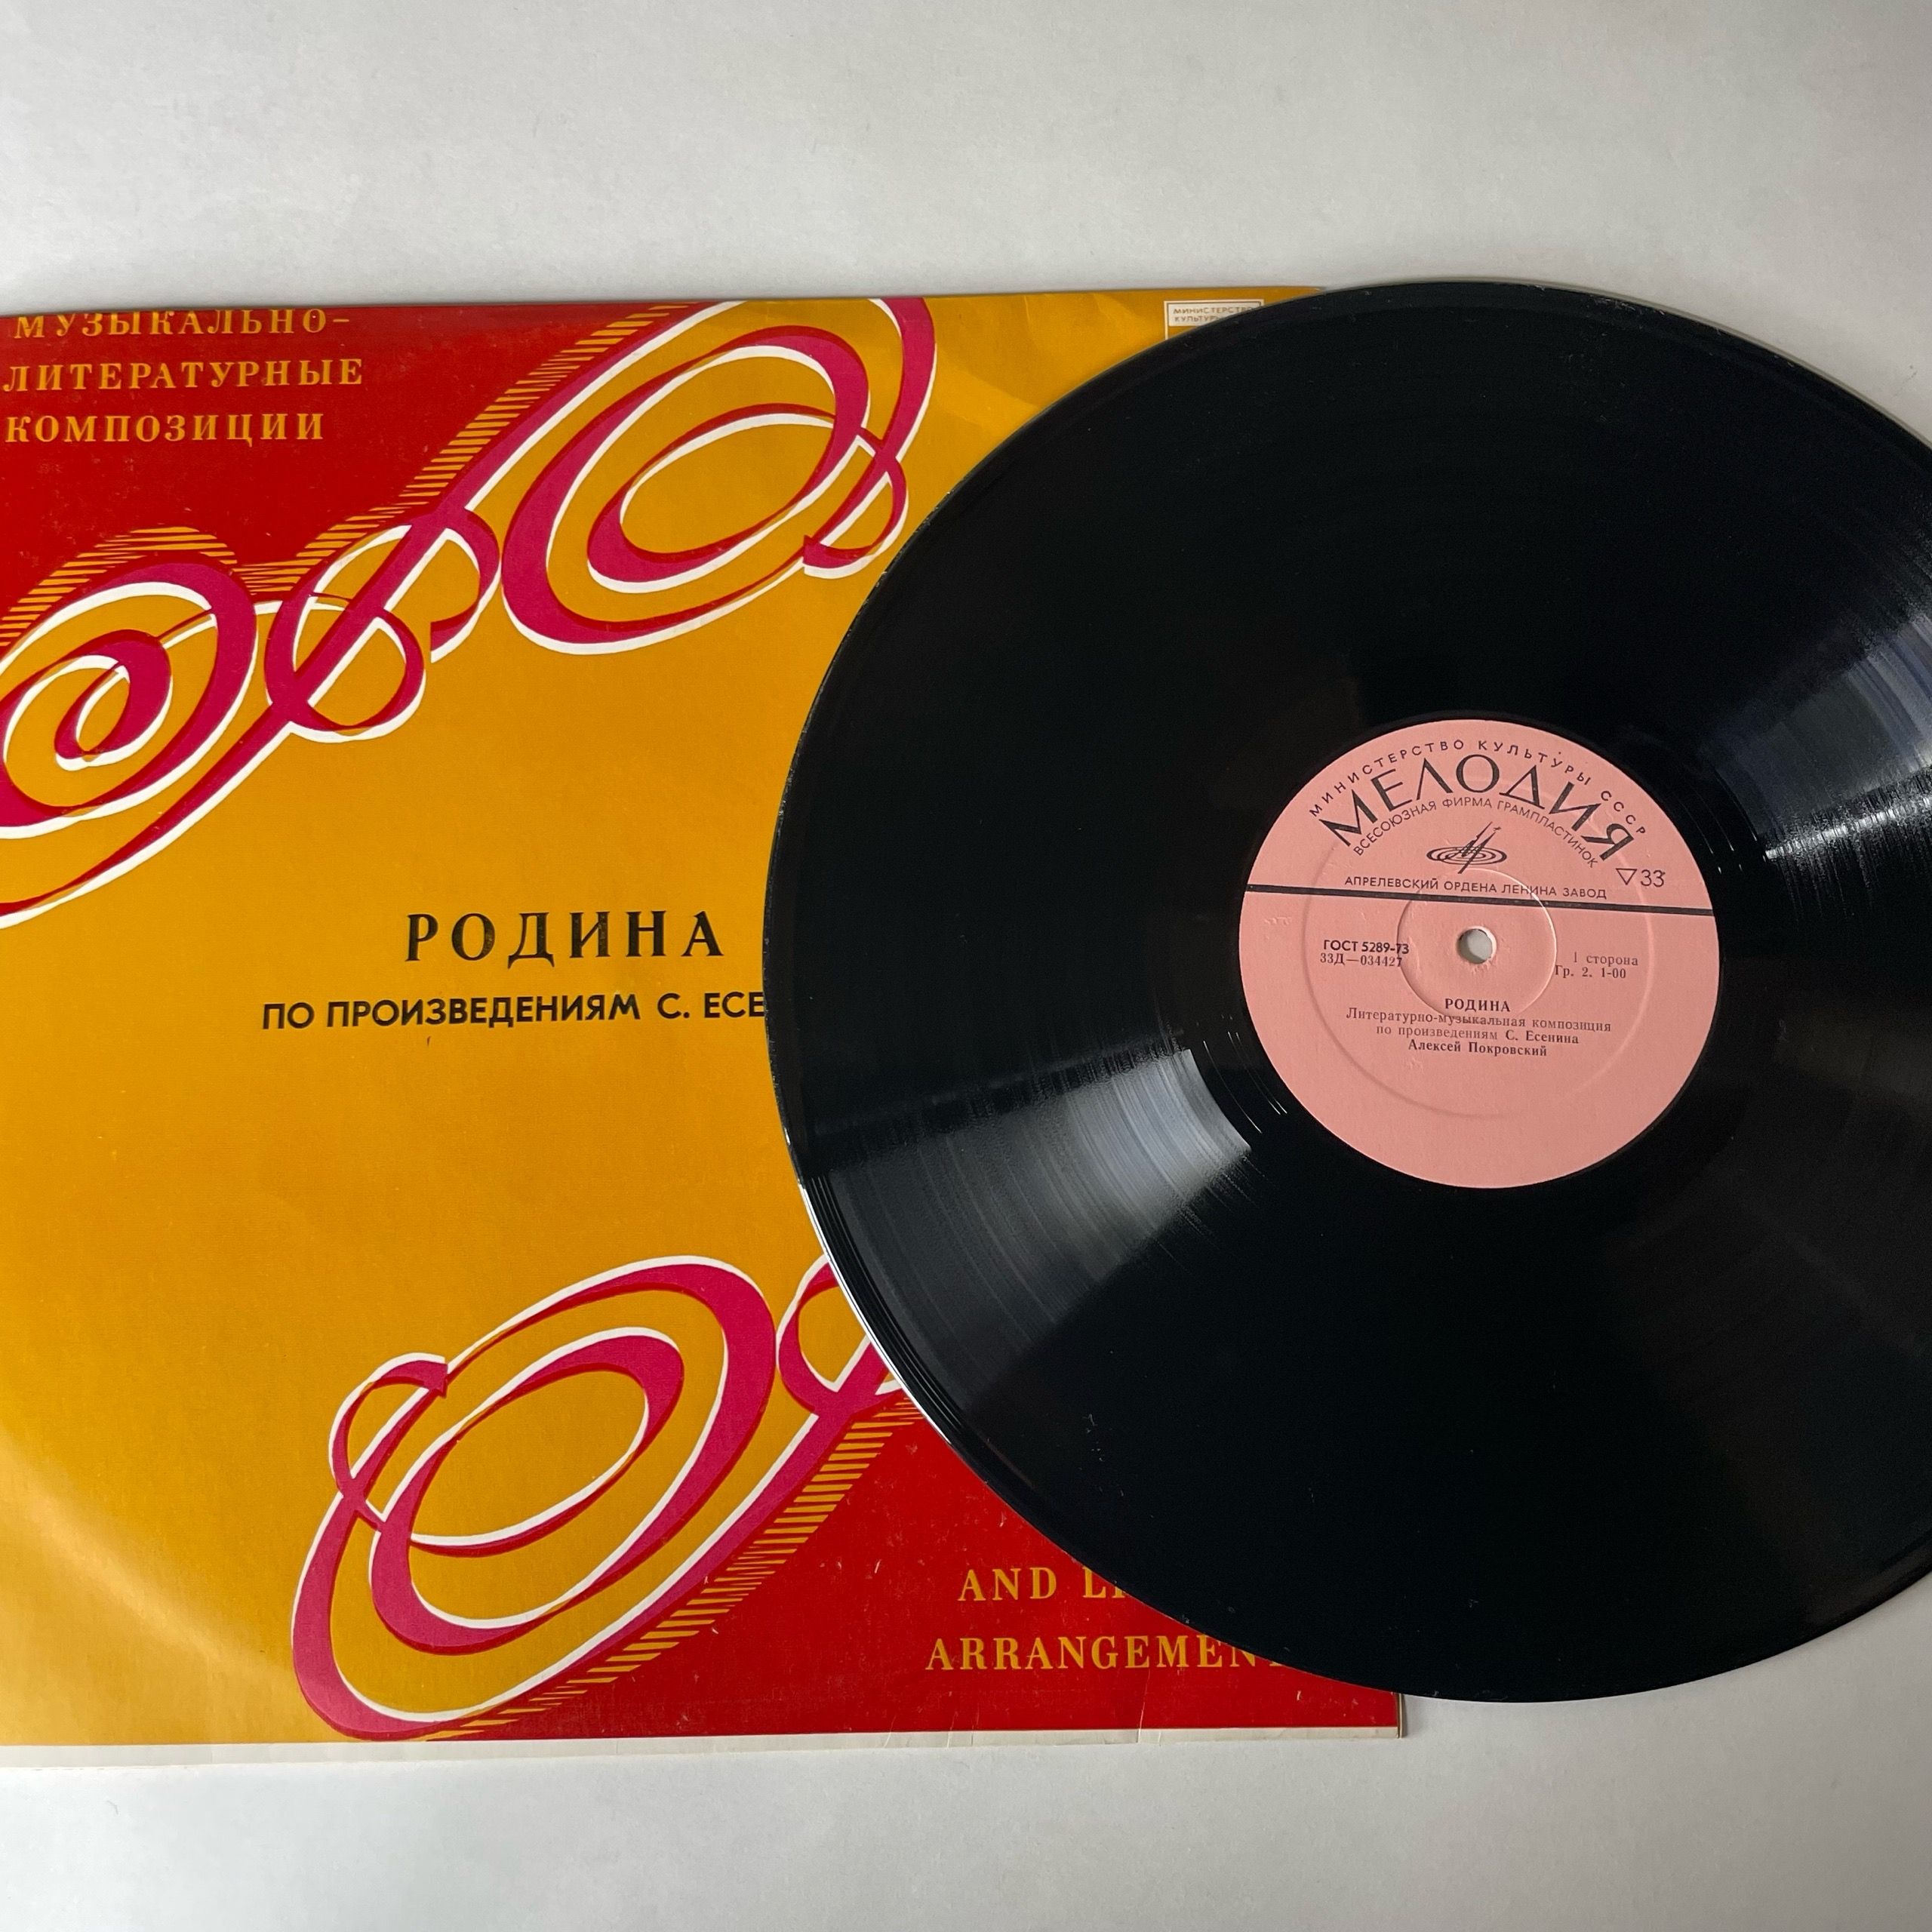 МУЗЫКАЛЬНО-
ЛИТЕРАТУРНЫЕ
КОМПОЗИЦИИ
МИНИСТЕРСТВО
КУЛЬТУРЫ
РОДИНА
ПО ПРОИЗВЕДЕНИЯМ С. ЕСЕ
AND LI
ARRANGEMEN
МИНИСТЕРСТВО КУЛЬТУРЫ СССР
МЕЛОДИЯ
ВСЕСОЮЗНАЯ ФИРМА ГРАМПЛАСТИНОК
АПРЕЛЕВСКИЙ ОРДЕНА ЛЕНИНА ЗАВОД
33
ГОСТ 5289-73
33Д—034427
1 сторона
Гр. 2. 1-00
РОДИНА
Литературно-музыкальная композиция
по произведениям С. Есенина
Алексей Покровский